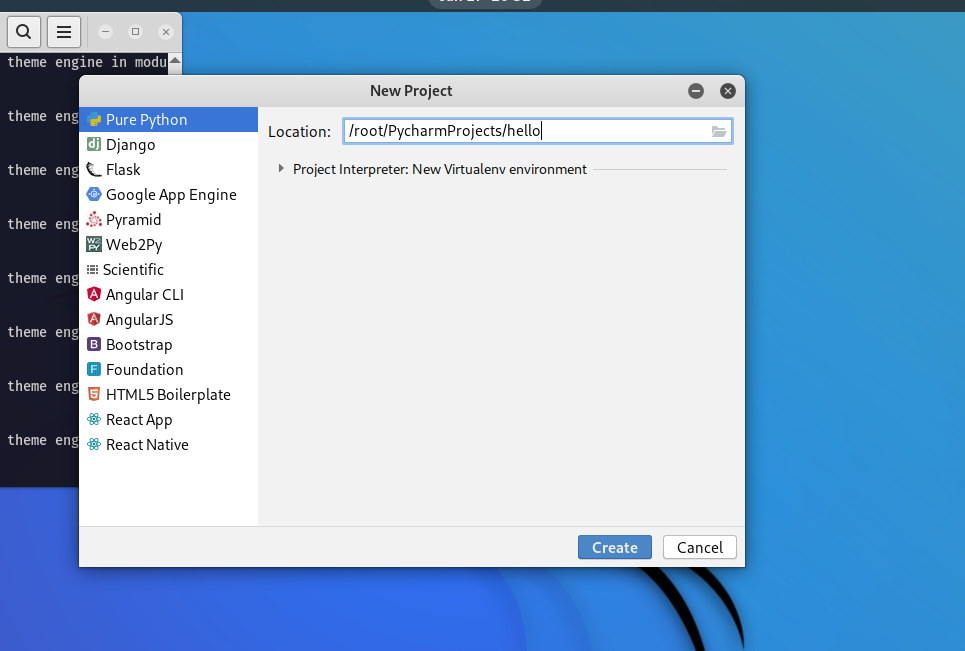 theme engine in modu
theme eng
theme eng
theme eng
theme eng
theme eng
theme eng
theme eng
New Project
Pure Python
Django
Flask
Google App Engine
Pyramid
Web2Py
Scientific
Angular CLI
AngularJS
Bootstrap
Foundation
HTML5 Boilerplate
React App
React Native
Location: /root/PycharmProjects/hello
Project Interpreter: New Virtualenv environment
Create Cancel